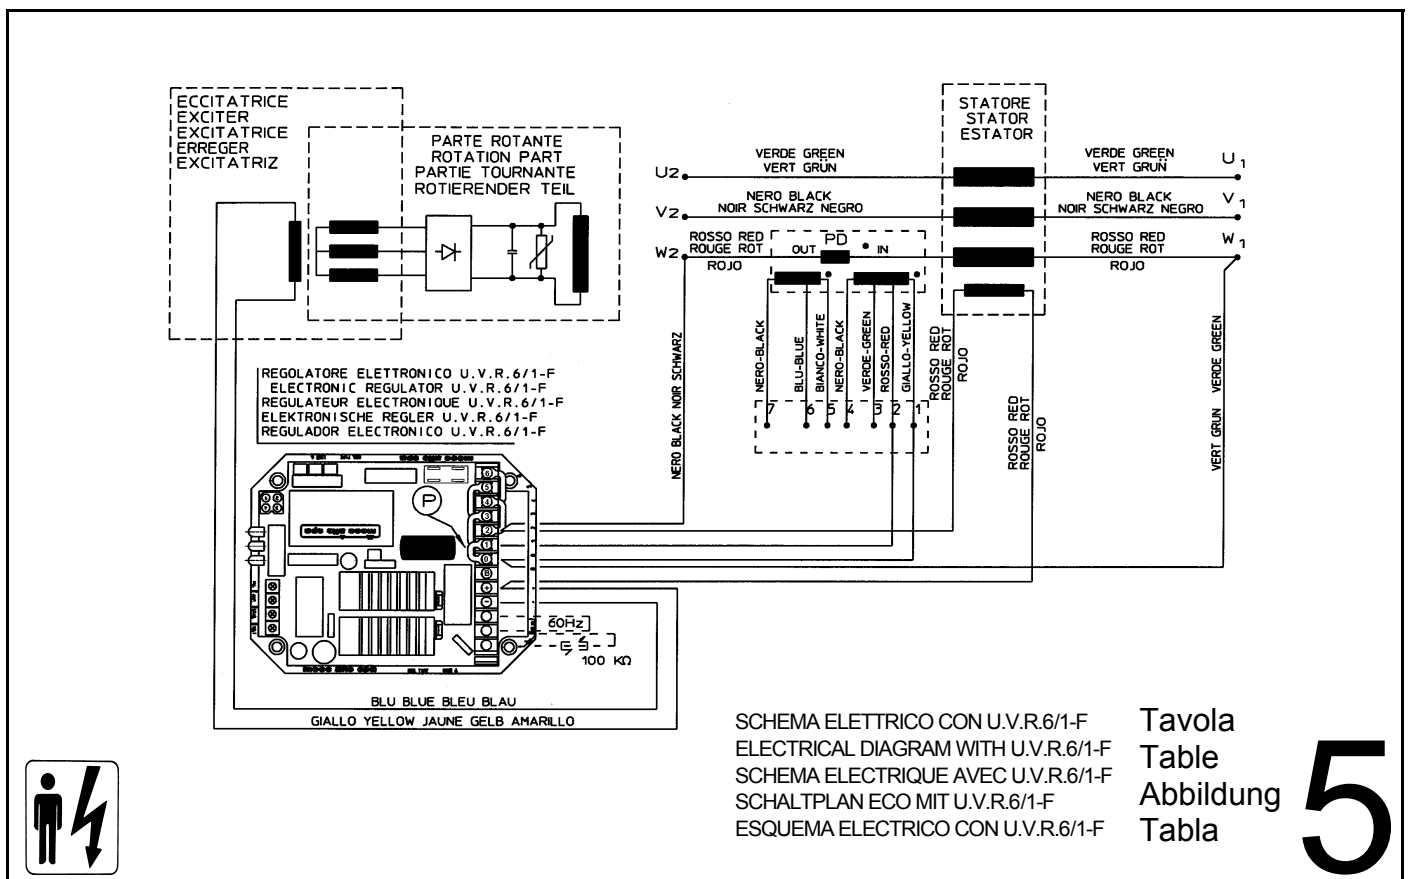 ECCITATRICE
EXCITER
EXCITATRICE
ERREGER
EXCITATRIZ
PARTE ROTANTE
ROTATION PART
PARTIE TOURNANTE
ROTIERENDER TEIL
STATORE
STATOR
ESTATOR
U2
VERDE GREEN
VERT GRÜN
VERDE GREEN
VERT GRUÑ
U1
V2
NERO BLACK
NOIR SCHWARZ NEGRO
NERO BLACK
NOIR SCHWARZ NEGRO
V1
W2
ROSSO RED
ROUGE ROT
ROJO
OUT
PD
IN
ROSSO RED
ROUGE ROT
ROJO
W1
NERO-BLACK
BLU-BLUE
BIANCO-WHITE
NERO-BLACK
VERDE-GREEN
ROSSO-RED
GIALLO-YELLOW
7 6 5 4 3 2 1
ROSSO RED
ROUGE ROT
ROJO
ROSSO RED
ROUGE ROT
ROJO
NERO BLACK NOIR SCHWARZ
VERT GRUN VERDE GREEN
REGOLATORE ELETTRONICO U.V.R.6/1-F
ELECTRONIC REGULATOR U.V.R.6/1-F
REGULATEUR ELECTRONIQUE U.V.R.6/1-F
ELEKTRONISCHE REGLER U.V.R.6/1-F
REGULADOR ELECTRONICO U.V.R.6/1-F
P
6
5
4
3
2
1
0
B
+
-
60Hz
100 KΩ
BLU BLUE BLEU BLAU
GIALLO YELLOW JAUNE GELB AMARILLO
SCHEMA ELETTRICO CON U.V.R.6/1-F
ELECTRICAL DIAGRAM WITH U.V.R.6/1-F
SCHEMA ELECTRIQUE AVEC U.V.R.6/1-F
SCHALTPLAN ECO MIT U.V.R.6/1-F
ESQUEMA ELECTRICO CON U.V.R.6/1-F
Tavola
Table
Abbildung
Tabla
5